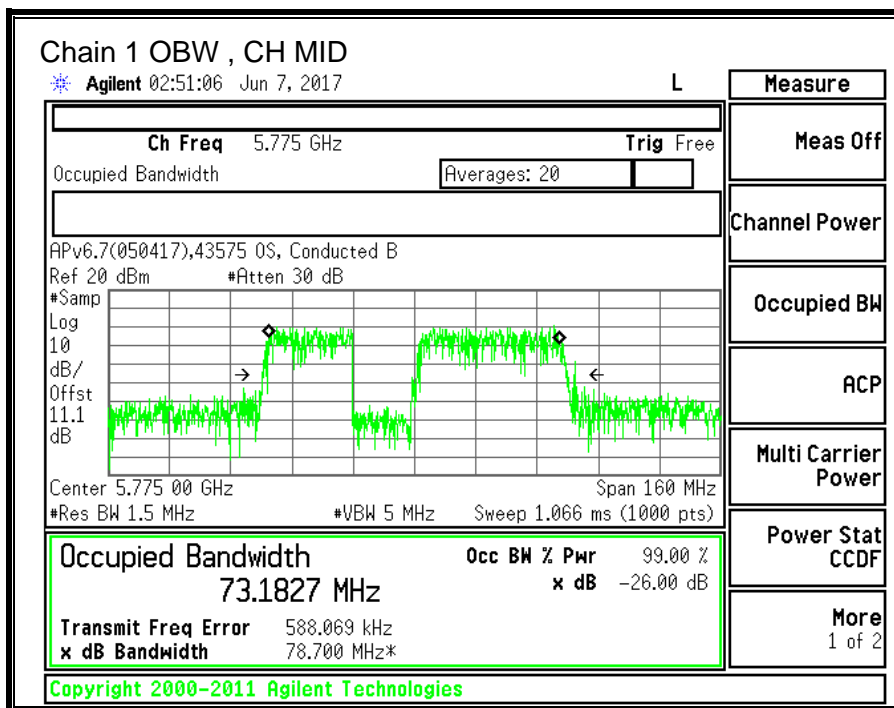 Chain 1 OBW , CH MID
Agilent 02:51:06 Jun 7, 2017 L
Measure
Ch Freq 5.775 GHz Trig Free
Occupied Bandwidth Averages: 20
APv6.7(050417),43575 OS, Conducted B
Ref 20 dBm #Atten 30 dB
#Samp
Log
10
dB/
Offst
11.1
dB
Center 5.775 00 GHz Span 160 MHz
#Res BW 1.5 MHz #VBW 5 MHz Sweep 1.066 ms (1000 pts)
Occupied Bandwidth Occ BW % Pwr 99.00 %
73.1827 MHz x dB -26.00 dB
Transmit Freq Error 588.069 kHz
x dB Bandwidth 78.700 MHz*
Copyright 2000-2011 Agilent Technologies
Meas Off
Channel Power
Occupied BW
ACP
Multi Carrier
Power
Power Stat
CCDF
More
1 of 2